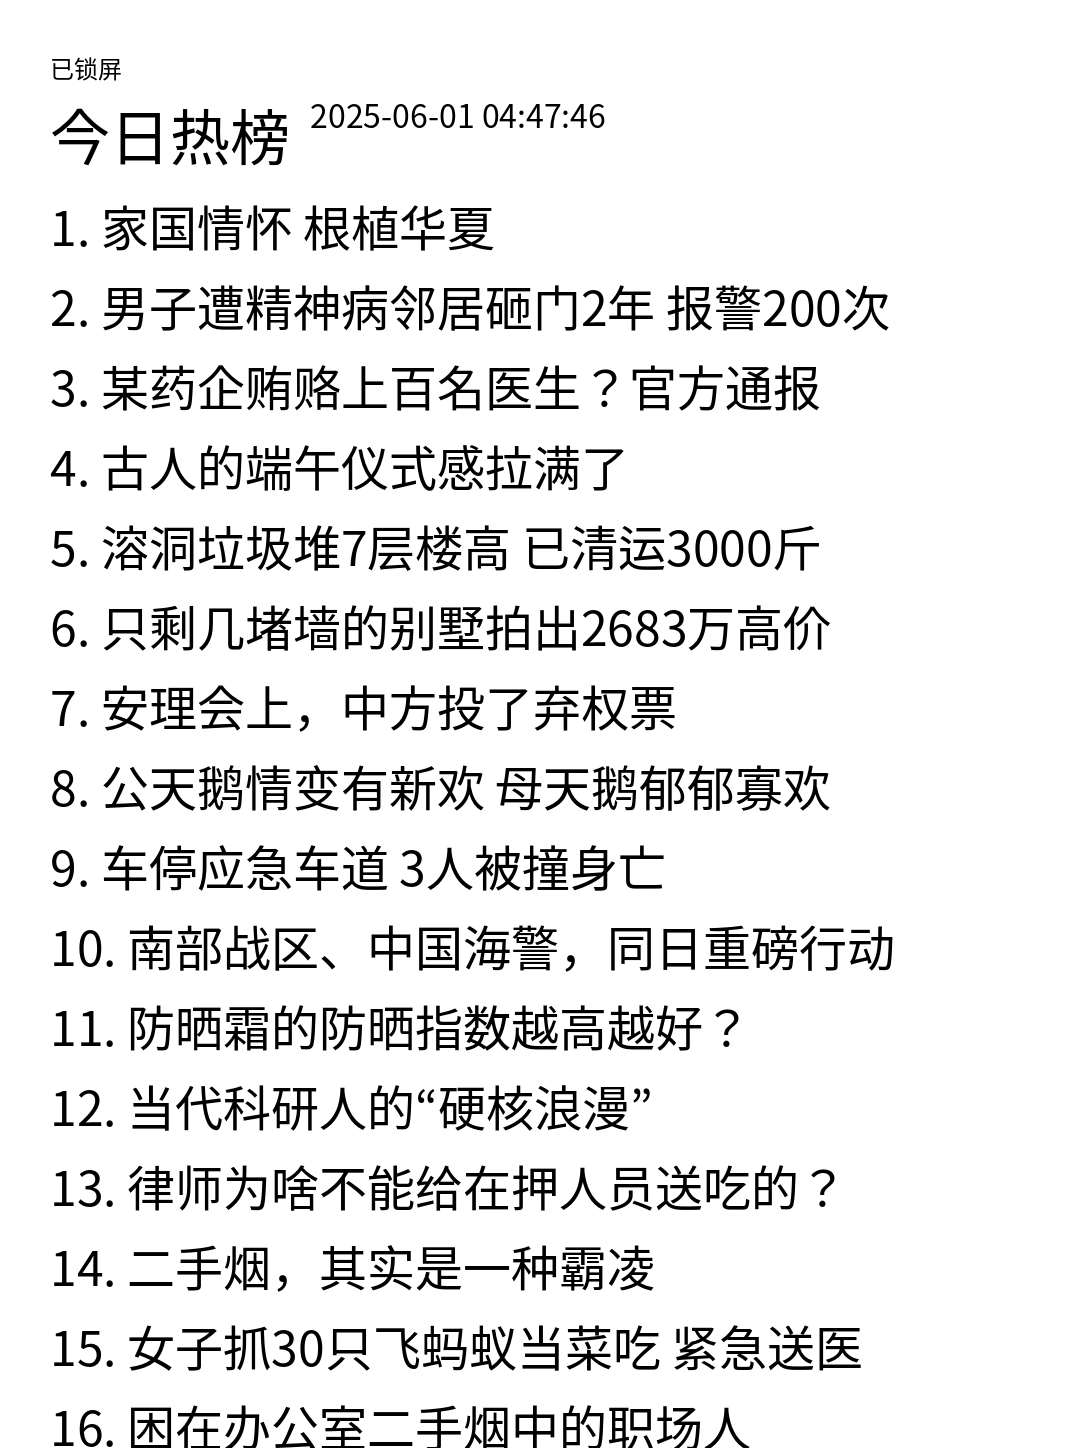 已锁屏
今日热榜 2025-06-01 04:47:46
1. 家国情怀 根植华夏
2. 男子遭精神病邻居砸门2年 报警200次
3. 某药企贿赂上百名医生？官方通报
4. 古人的端午仪式感拉满了
5. 溶洞垃圾堆7层楼高 已清运3000斤
6. 只剩几堵墙的别墅拍出2683万高价
7. 安理会上，中方投了弃权票
8. 公天鹅情变有新欢 母天鹅郁郁寡欢
9. 车停应急车道 3人被撞身亡
10. 南部战区、中国海警，同日重磅行动
11. 防晒霜的防晒指数越高越好？
12. 当代科研人的“硬核浪漫”
13. 律师为啥不能给在押人员送吃的？
14. 二手烟，其实是一种霸凌
15. 女子抓30只飞蚂蚁当菜吃 紧急送医
16. 困在办公室二手烟中的职场人